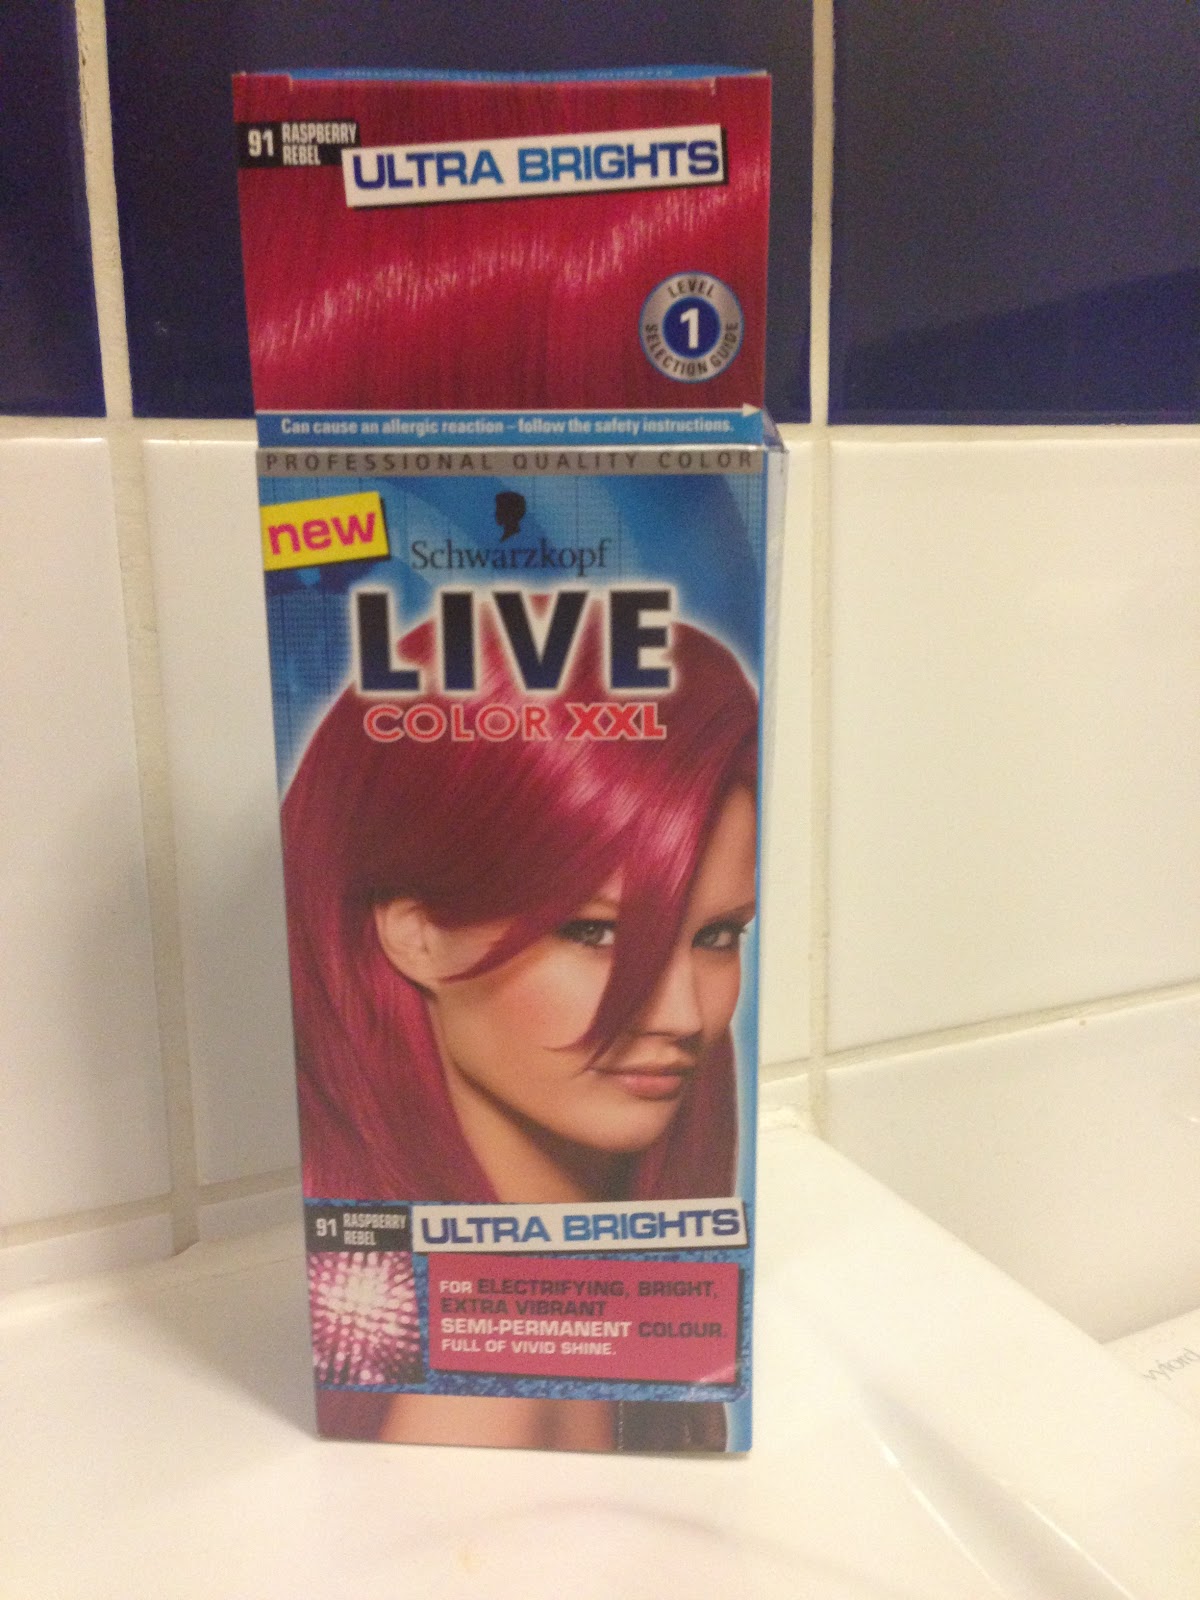 91 RASPBERRY
REBEL
ULTRA BRIGHTS
LEVEL
1
SELECTION GUIDE
Can cause an allergic reaction – follow the safety instructions.
PROFESSIONAL QUALITY COLOR
new
Schwarzkopf
LIVE
COLOR XXL
91 RASPBERRY
REBEL
ULTRA BRIGHTS
FOR ELECTRIFYING, BRIGHT,
EXTRA VIBRANT
SEMI-PERMANENT COLOUR.
FULL OF VIVID SHINE.